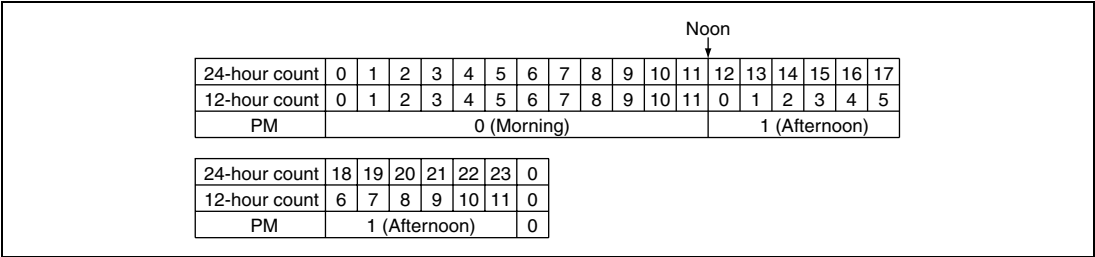 Noon
24-hour count 0 1 2 3 4 5 6 7 8 9 10 11 12 13 14 15 16 17
12-hour count 0 1 2 3 4 5 6 7 8 9 10 11 0 1 2 3 4 5
PM 0 (Morning) 1 (Afternoon)
24-hour count 18 19 20 21 22 23 0
12-hour count 6 7 8 9 10 11 0
PM 1 (Afternoon) 0